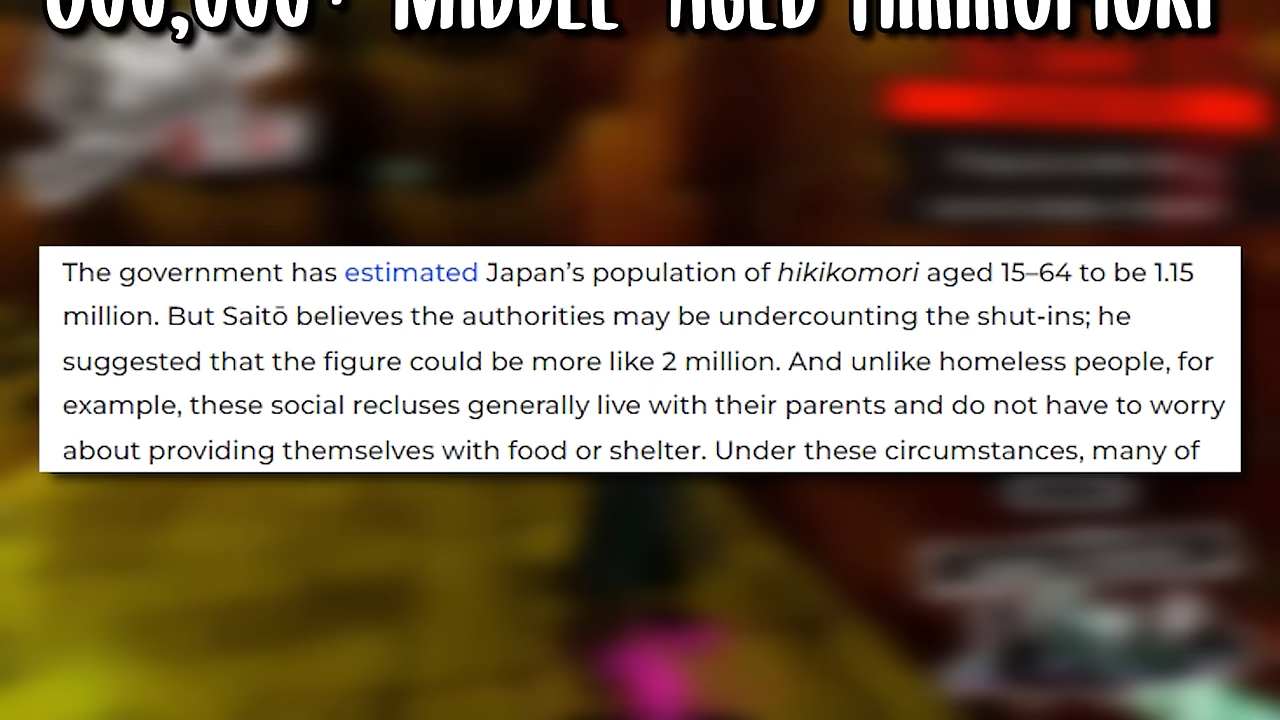 MIDDLE AGED HIKIKOMORI
The government has estimated Japan's population of hikikomori aged 15–64 to be 1.15
million. But Saitō believes the authorities may be undercounting the shut-ins; he
suggested that the figure could be more like 2 million. And unlike homeless people, for
example, these social recluses generally live with their parents and do not have to worry
about providing themselves with food or shelter. Under these circumstances, many of